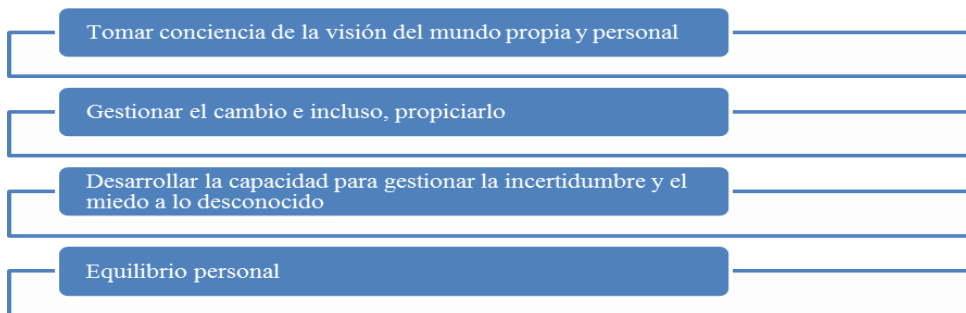 Tomar conciencia de la visión del mundo propia y personal
Gestionar el cambio e incluso, propiciarlo
Desarrollar la capacidad para gestionar la incertidumbre y el
miedo a lo desconocido
Equilibrio personal